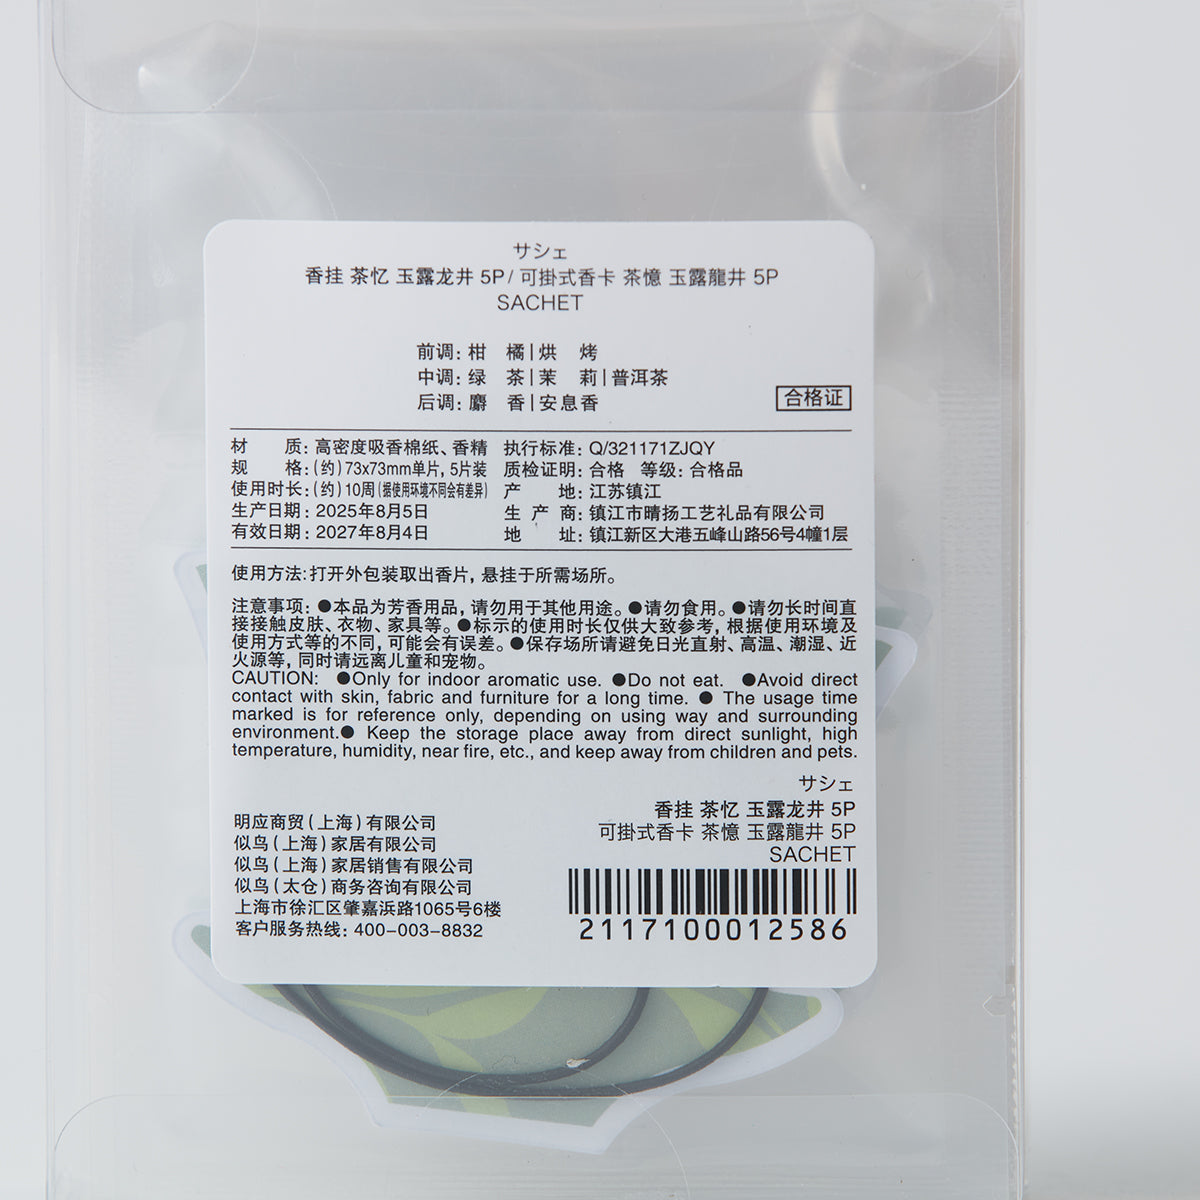 サシェ
香挂 茶忆 玉露龙井 5P / 可掛式香卡 茶憶 玉露龍井 5P
SACHET
前调: 柑 橘|烘 烤
中调: 绿 茶|茉 莉|普洱茶
后调: 麝 香|安息香
合格证
材 质: 高密度吸香棉纸、香精 执行标准: Q/321171ZJQY
规 格: (约) 73x73mm单片, 5片装 质检证明: 合格 等级: 合格品
使用时长: (约) 10周 (据使用环境不同会有差异) 产 地: 江苏镇江
生产日期: 2025年8月5日 生 产 商: 镇江市晴扬工艺礼品有限公司
有效日期: 2027年8月4日 地 址: 镇江新区大港五峰山路56号4幢1层
使用方法: 打开外包装取出香片, 悬挂于所需场所。
注意事项: ●本品为芳香用品, 请勿用于其他用途。●请勿食用。●请勿长时间直
接接触皮肤、衣物、家具等。●标示的使用时长仅供大致参考, 根据使用环境及
使用方式等的不同, 可能会有误差。●保存场所请避免日光直射、高温、潮湿、近
火源等, 同时请远离儿童和宠物。
CAUTION: ●Only for indoor aromatic use. ●Do not eat. ●Avoid direct
contact with skin, fabric and furniture for a long time. ● The usage time
marked is for reference only, depending on using way and surrounding
environment.● Keep the storage place away from direct sunlight, high
temperature, humidity, near fire, etc., and keep away from children and pets.
サシェ
香挂 茶忆 玉露龙井 5P
可掛式香卡 茶憶 玉露龍井 5P
SACHET
明应商贸 (上海) 有限公司
似鸟 (上海) 家居有限公司
似鸟 (上海) 家居销售有限公司
似鸟 (太仓) 商务咨询有限公司
上海市徐汇区肇嘉浜路1065号6楼
客户服务热线: 400-003-8832
2117100012586